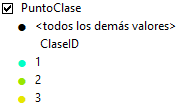 PuntoClase
<todos los demás valores>
ClaseID
1
2
3